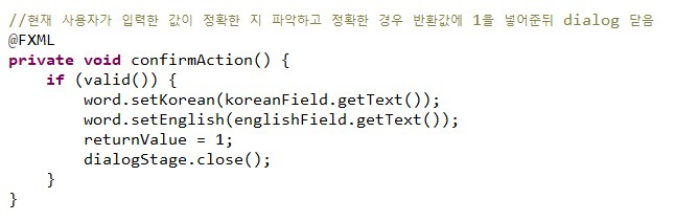 //현재 사용자가 입력한 값이 정확한 지 파악하고 정확한 경우 반환값에 1을 넣어준뒤 dialog 닫음
@FXML
private void confirmAction() {
    if (valid()) {
        word.setKorean(koreanField.getText());
        word.setEnglish(englishField.getText());
        returnValue = 1;
        dialogStage.close();
    }
}